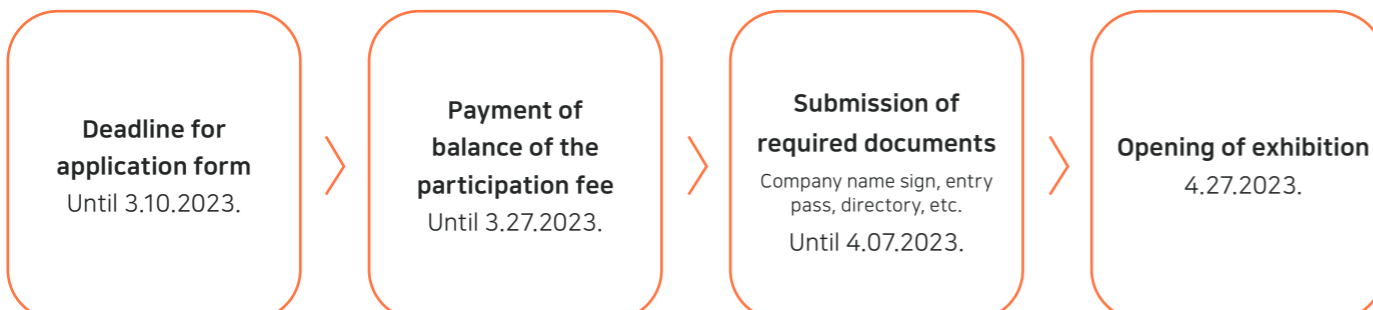 Deadline for
application form
Until 3.10.2023.
Payment of
balance of the
participation fee
Until 3.27.2023.
Submission of
required documents
Company name sign, entry
pass, directory, etc.
Until 4.07.2023.
Opening of exhibition
4.27.2023.